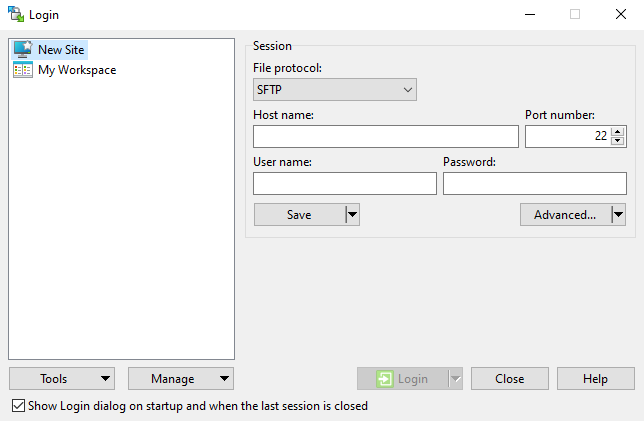 Login
New Site
My Workspace
Session
File protocol:
SFTP
Host name:
Port number:
22
User name:
Password:
Save
Advanced...
Tools
Manage
Login
Close
Help
Show Login dialog on startup and when the last session is closed